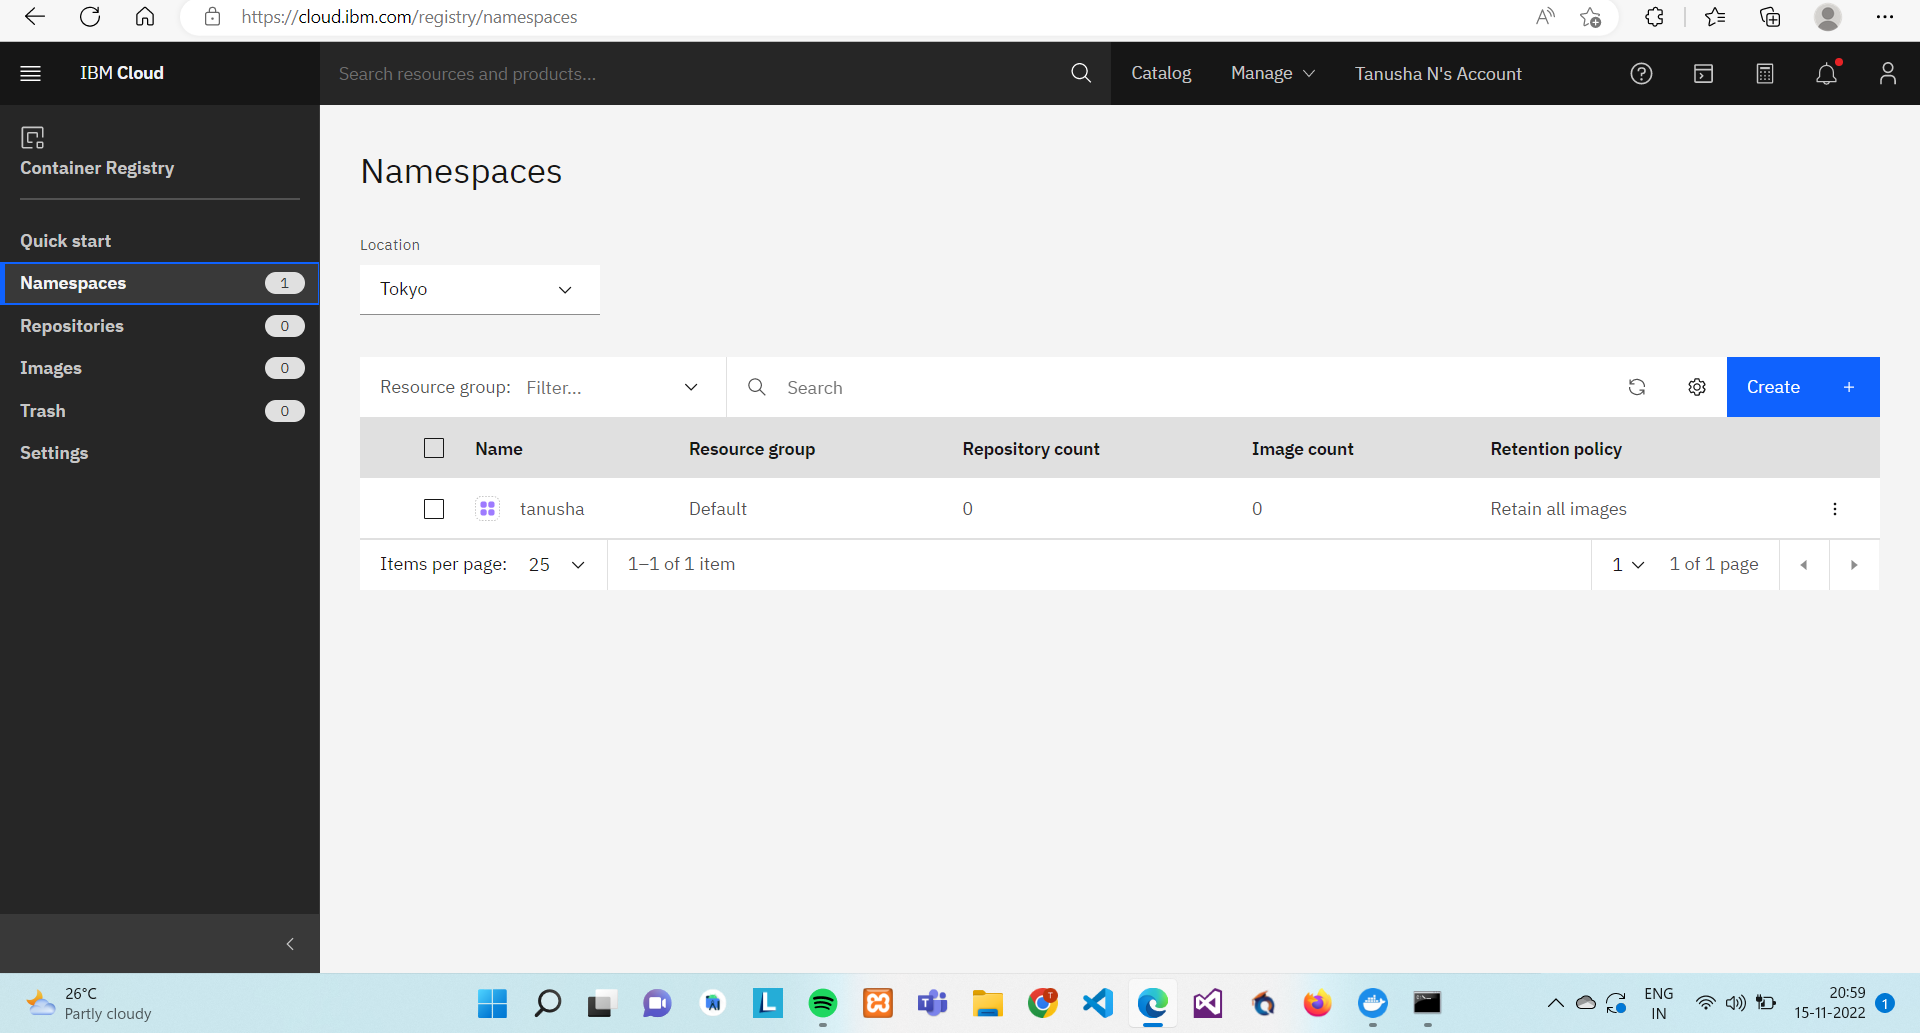 https://cloud.ibm.com/registry/namespaces
IBM Cloud
Search resources and products...
Catalog
Manage
Tanusha N's Account
Container Registry
Quick start
Namespaces 1
Repositories 0
Images 0
Trash 0
Settings
Namespaces
Location
Tokyo
Resource group: Filter...
Search
Create +
Name Resource group Repository count Image count Retention policy
tanusha Default 0 0 Retain all images
Items per page: 25 1–1 of 1 item 1 1 of 1 page
26°C
Partly cloudy
ENG
IN
20:59
15-11-2022
1